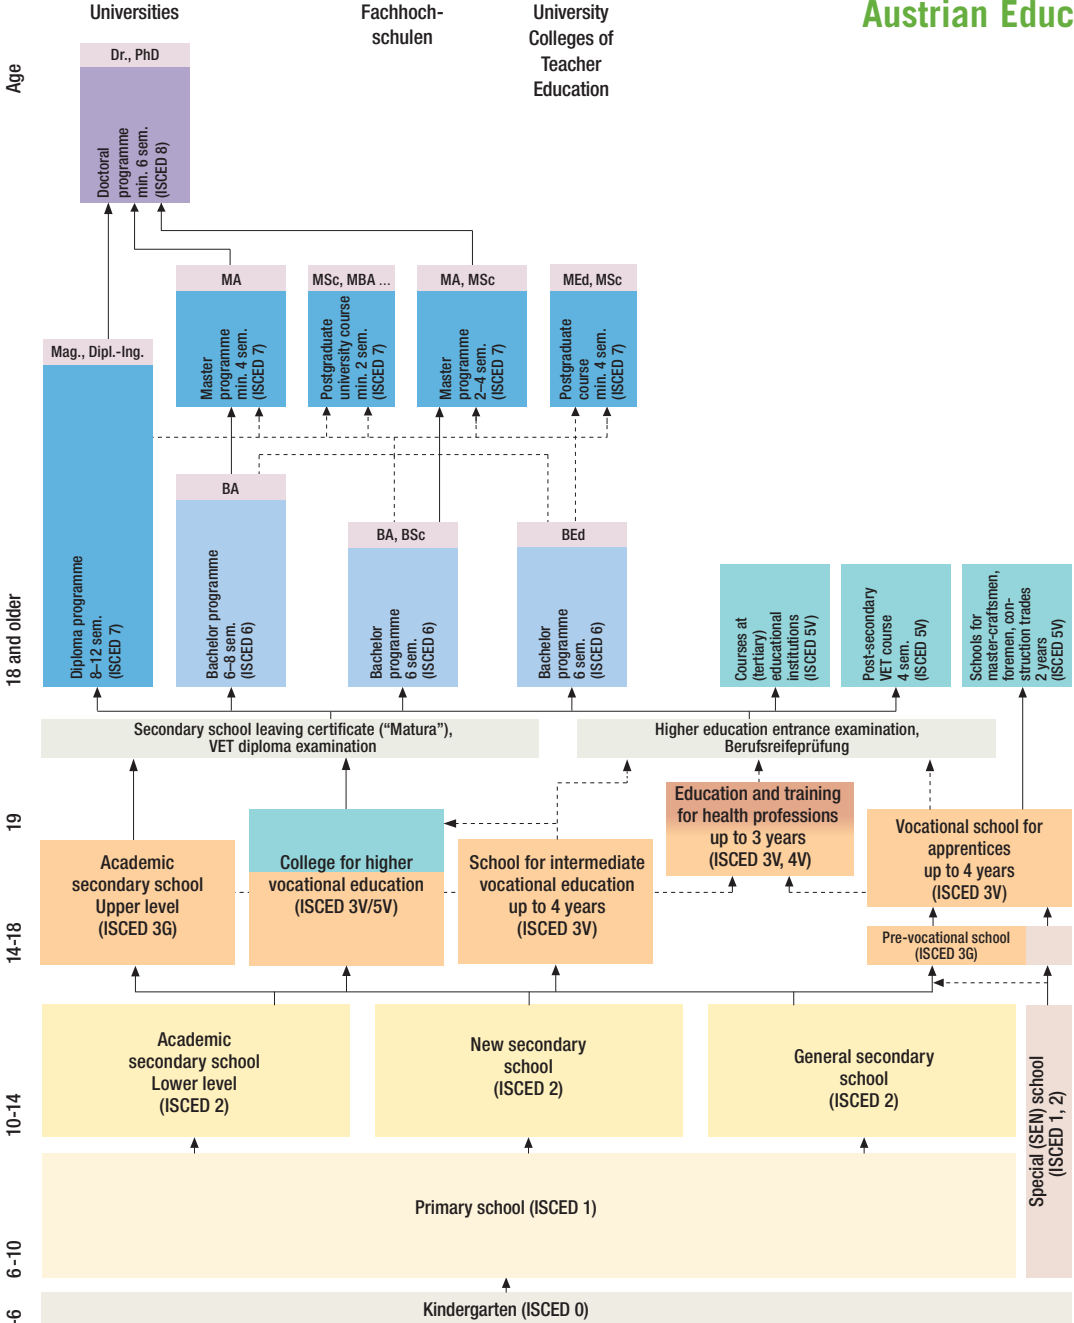 Universities
Fachhoch-
schulen
University
Colleges of
Teacher
Education
Austrian Educ
Age
Dr., PhD
Doctoral
programme
min. 6 sem.
(ISCED 8)
MA
Master
programme
min. 4 sem.
(ISCED 7)
MSc, MBA ...
Postgraduate
university course
min. 2 sem.
(ISCED 7)
MA, MSc
Master
programme
2–4 sem.
(ISCED 7)
MEd, MSc
Postgraduate
course
min. 4 sem.
(ISCED 7)
Mag., Dipl.-Ing.
Diploma programme
8–12 sem.
(ISCED 7)
BA
Bachelor programme
6–8 sem.
(ISCED 6)
BA, BSc
Bachelor
programme
6 sem.
(ISCED 6)
BEd
Bachelor
programme
6 sem.
(ISCED 6)
Courses at
(tertiary)
educational
institutions
(ISCED 5V)
Post-secondary
VET course
4 sem.
(ISCED 5V)
Schools for
master-craftsmen,
foremen, con-
struction trades
2 years
(ISCED 5V)
18 and older
Secondary school leaving certificate (“Matura”),
VET diploma examination
Higher education entrance examination,
Berufsreifeprüfung
19
Education and training
for health professions
up to 3 years
(ISCED 3V, 4V)
Vocational school for
apprentices
up to 4 years
(ISCED 3V)
Academic
secondary school
Upper level
(ISCED 3G)
College for higher
vocational education
(ISCED 3V/5V)
School for intermediate
vocational education
up to 4 years
(ISCED 3V)
14-18
Pre-vocational school
(ISCED 3G)
Academic
secondary school
Lower level
(ISCED 2)
New secondary
school
(ISCED 2)
General secondary
school
(ISCED 2)
Special (SEN) school
(ISCED 1, 2)
10-14
Primary school (ISCED 1)
6-10
Kindergarten (ISCED 0)
-6